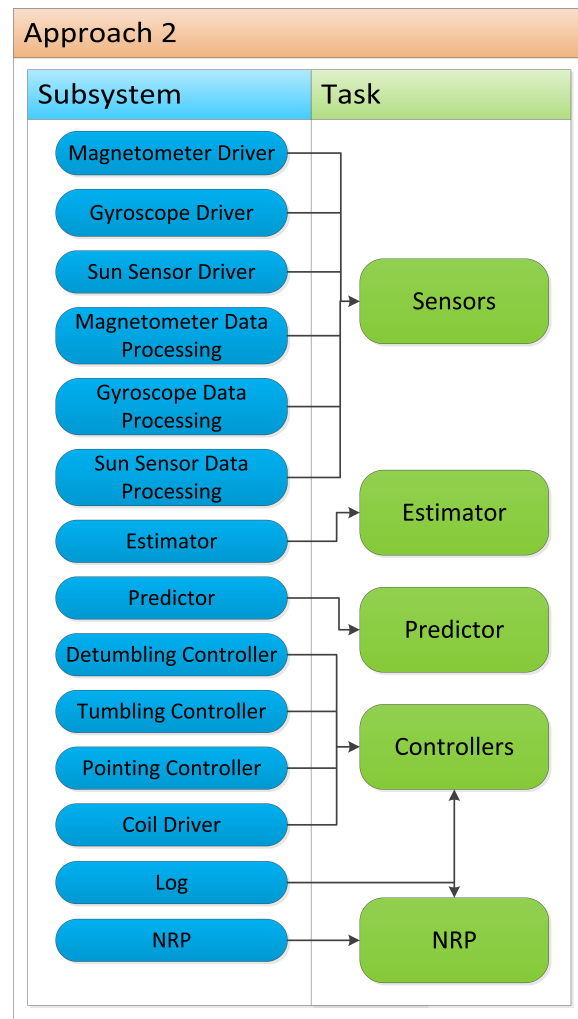 Approach 2
Subsystem
Task
Magnetometer Driver
Gyroscope Driver
Sun Sensor Driver
Magnetometer Data
Processing
Gyroscope Data
Processing
Sun Sensor Data
Processing
Estimator
Predictor
Detumbling Controller
Tumbling Controller
Pointing Controller
Coil Driver
Log
NRP
Sensors
Estimator
Predictor
Controllers
NRP